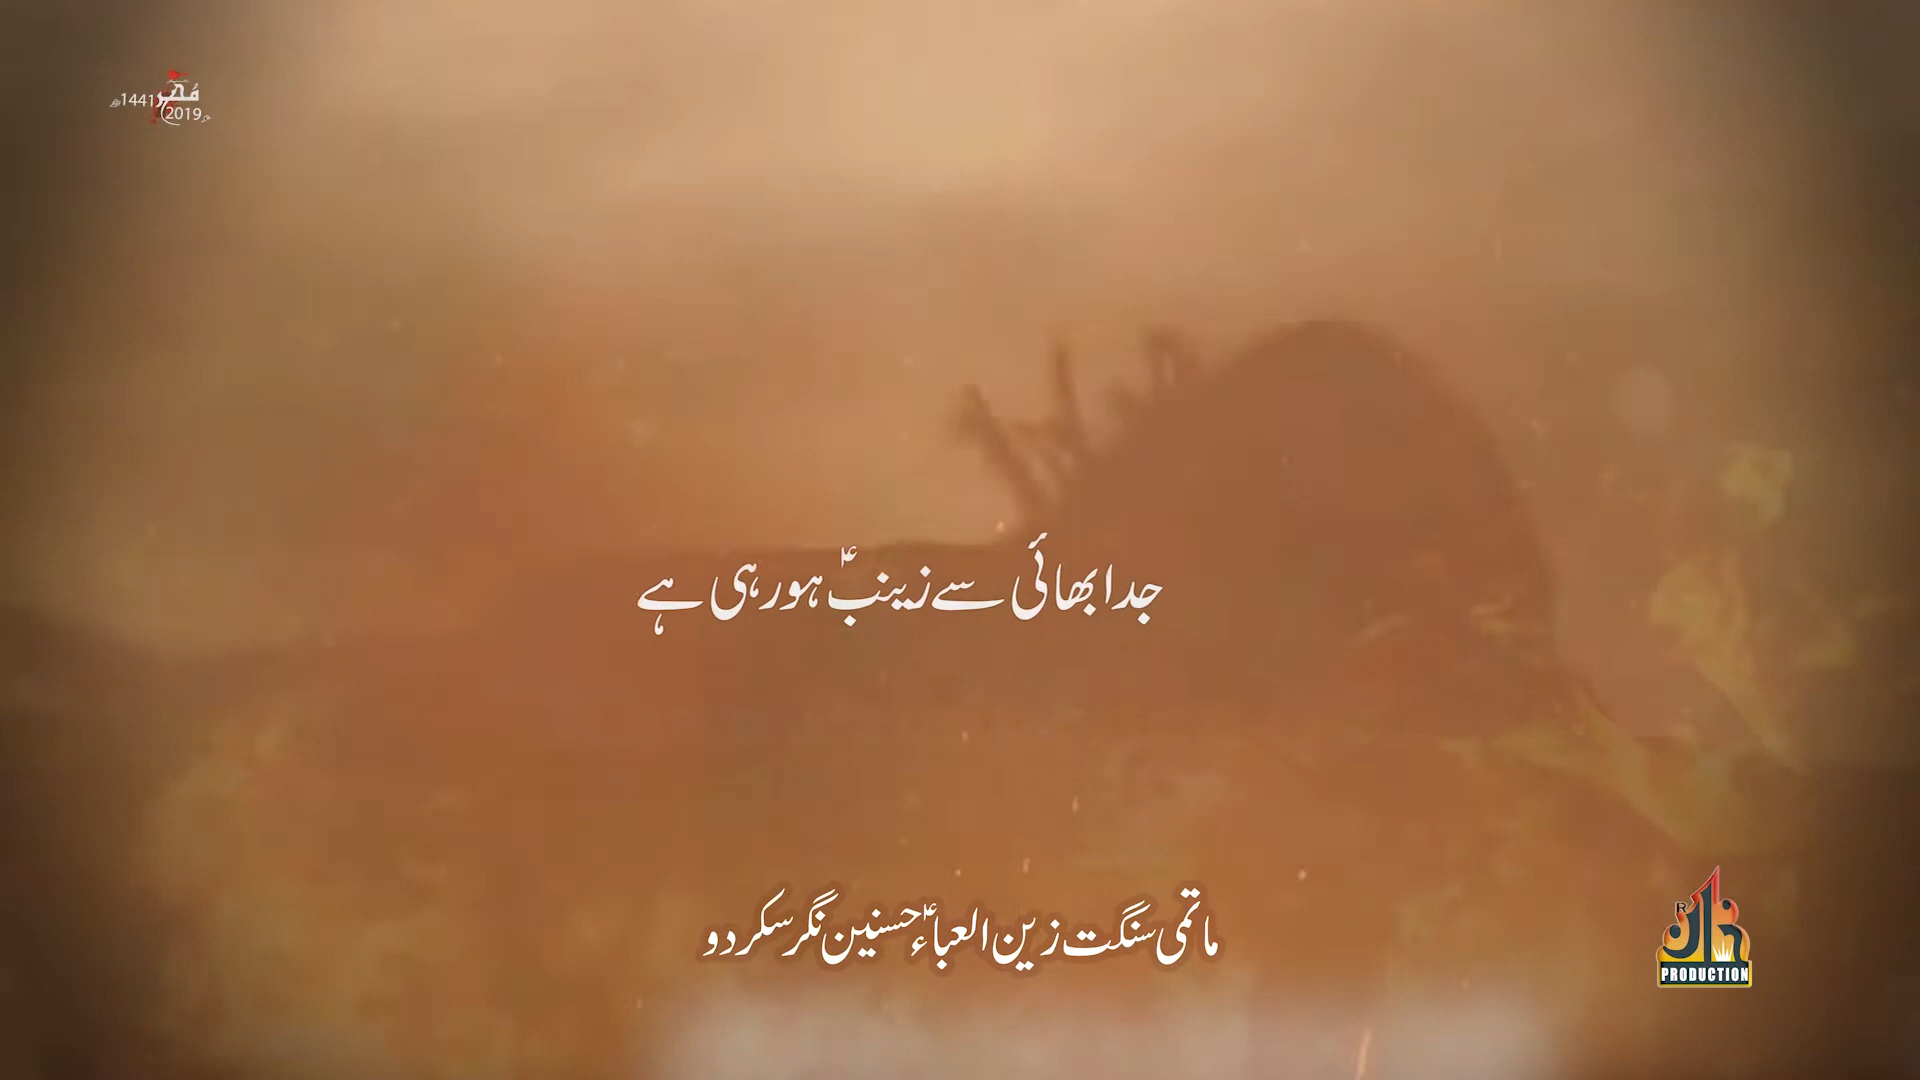 محرم
1441ھ
2019ء
جدا بھائی سے زینبؑ ہو رہی ہے
ماتمی سنگت زین العباءؑ حسنین نگر سکردو
R
PRODUCTION